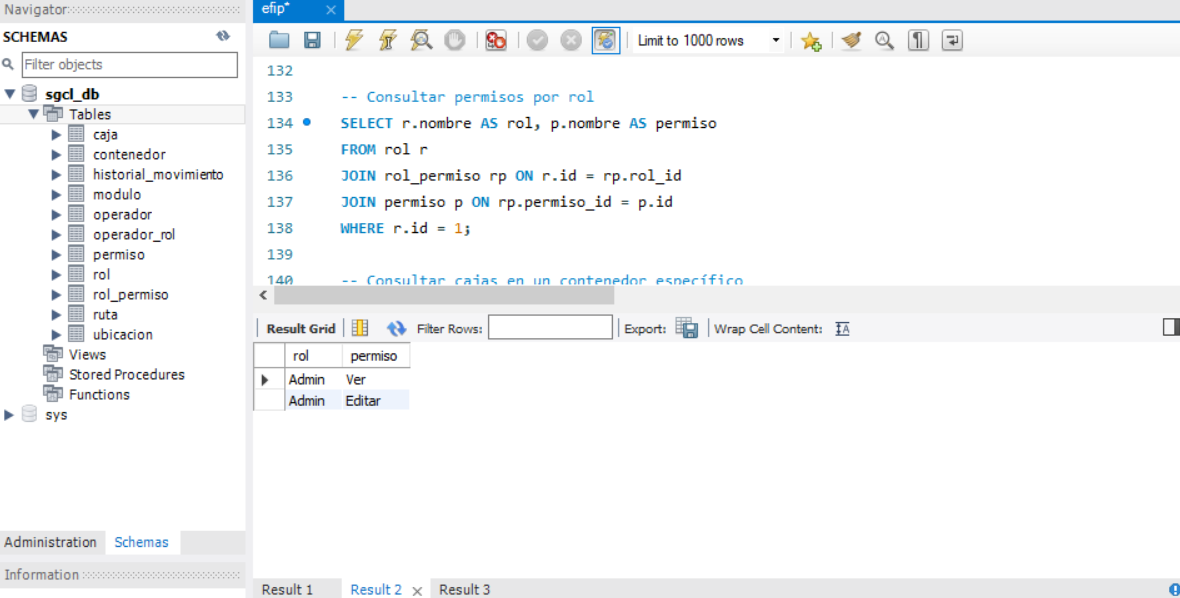 Navigator
SCHEMAS
Filter objects
sgcl_db
Tables
caja
contenedor
historial_movimiento
modulo
operador
operador_rol
permiso
rol
rol_permiso
ruta
ubicacion
Views
Stored Procedures
Functions
sys
Administration Schemas
Information
efip*
Limit to 1000 rows
132
133 -- Consultar permisos por rol
134 SELECT r.nombre AS rol, p.nombre AS permiso
135 FROM rol r
136 JOIN rol_permiso rp ON r.id = rp.rol_id
137 JOIN permiso p ON rp.permiso_id = p.id
138 WHERE r.id = 1;
139
140 -- Consultar cajas en un contenedor específico
Result Grid Filter Rows: Export: Wrap Cell Content:
rol permiso
Admin Ver
Admin Editar
Result 1 Result 2 Result 3